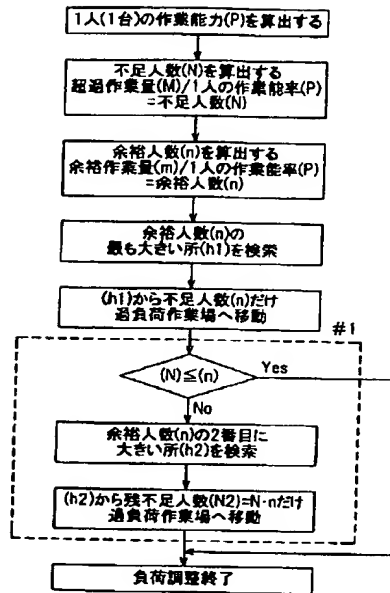 1人(1台)の作業能力(P)を算出する
不足人数(N)を算出する
超過作業量(M)/1人の作業能率(P)
=不足人数(N)
余裕人数(n)を算出する
余裕作業量(m)/1人の作業能率(P)
=余裕人数(n)
余裕人数(n)の
最も大きい所(h1)を検索
(h1)から不足人数(n)だけ
過負荷作業場へ移動
#1
(N)≦(n)
Yes
No
余裕人数(n)の2番目に
大きい所(h2)を検索
(h2)から残不足人数(N2)=N-nだけ
過負荷作業場へ移動
負荷調整終了